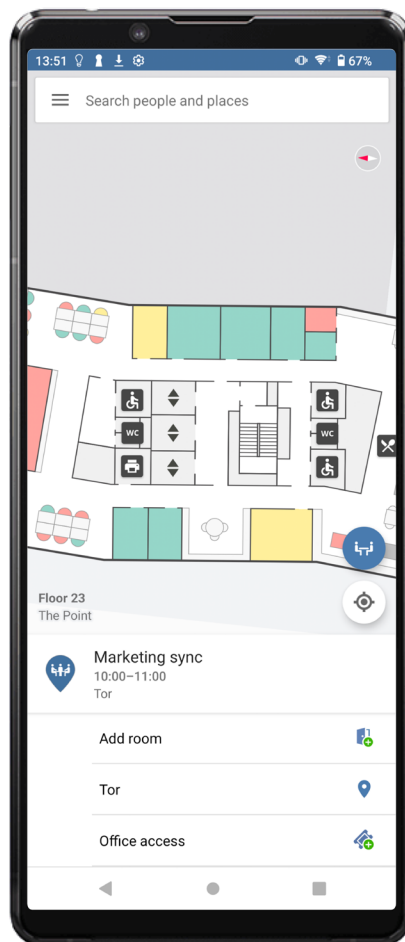 13:51
67%
Search people and places
WC
WC
Floor 23
The Point
Marketing sync
10:00–11:00
Tor
Add room
Tor
Office access